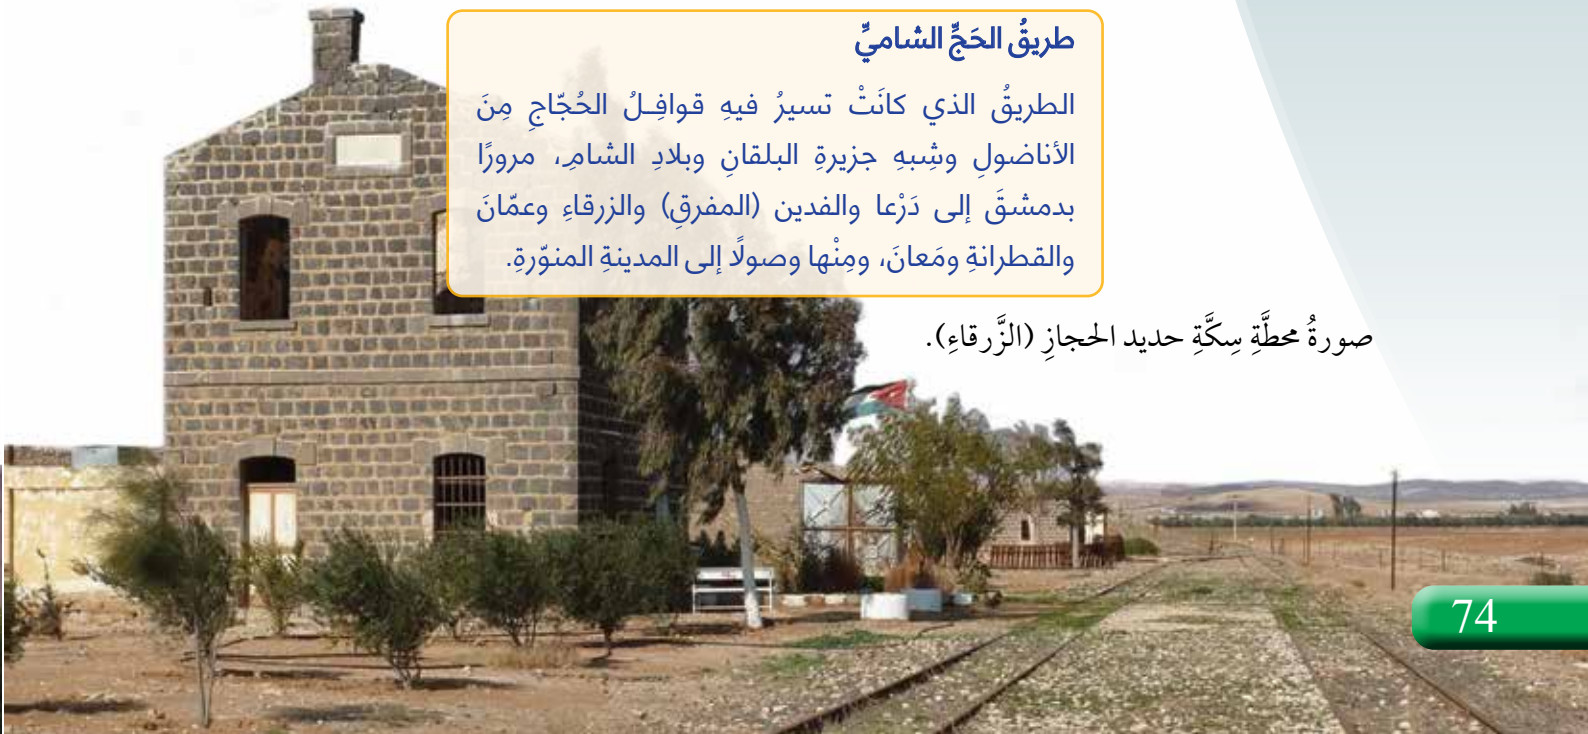 طريقُ الحَجِّ الشاميِّ
الطريقُ الذي كانَتْ تسيرُ فيهِ قوافِـلُ الحُجّاجِ مِنَ
الأناضولِ وشِبهِ جزيرةِ البلقانِ وبلادِ الشامِ، مرورًا
بدمشقَ إلى دَرْعا والفدين (المفرقِ) والزرقاءِ وعمّانَ
والقطرانةِ ومَعانَ، ومِنْها وصولًا إلى المدينةِ المنوّرةِ.
صورةُ محطَّةِ سِكَّةِ حديد الحجازِ (الزَّرقاءِ).
74